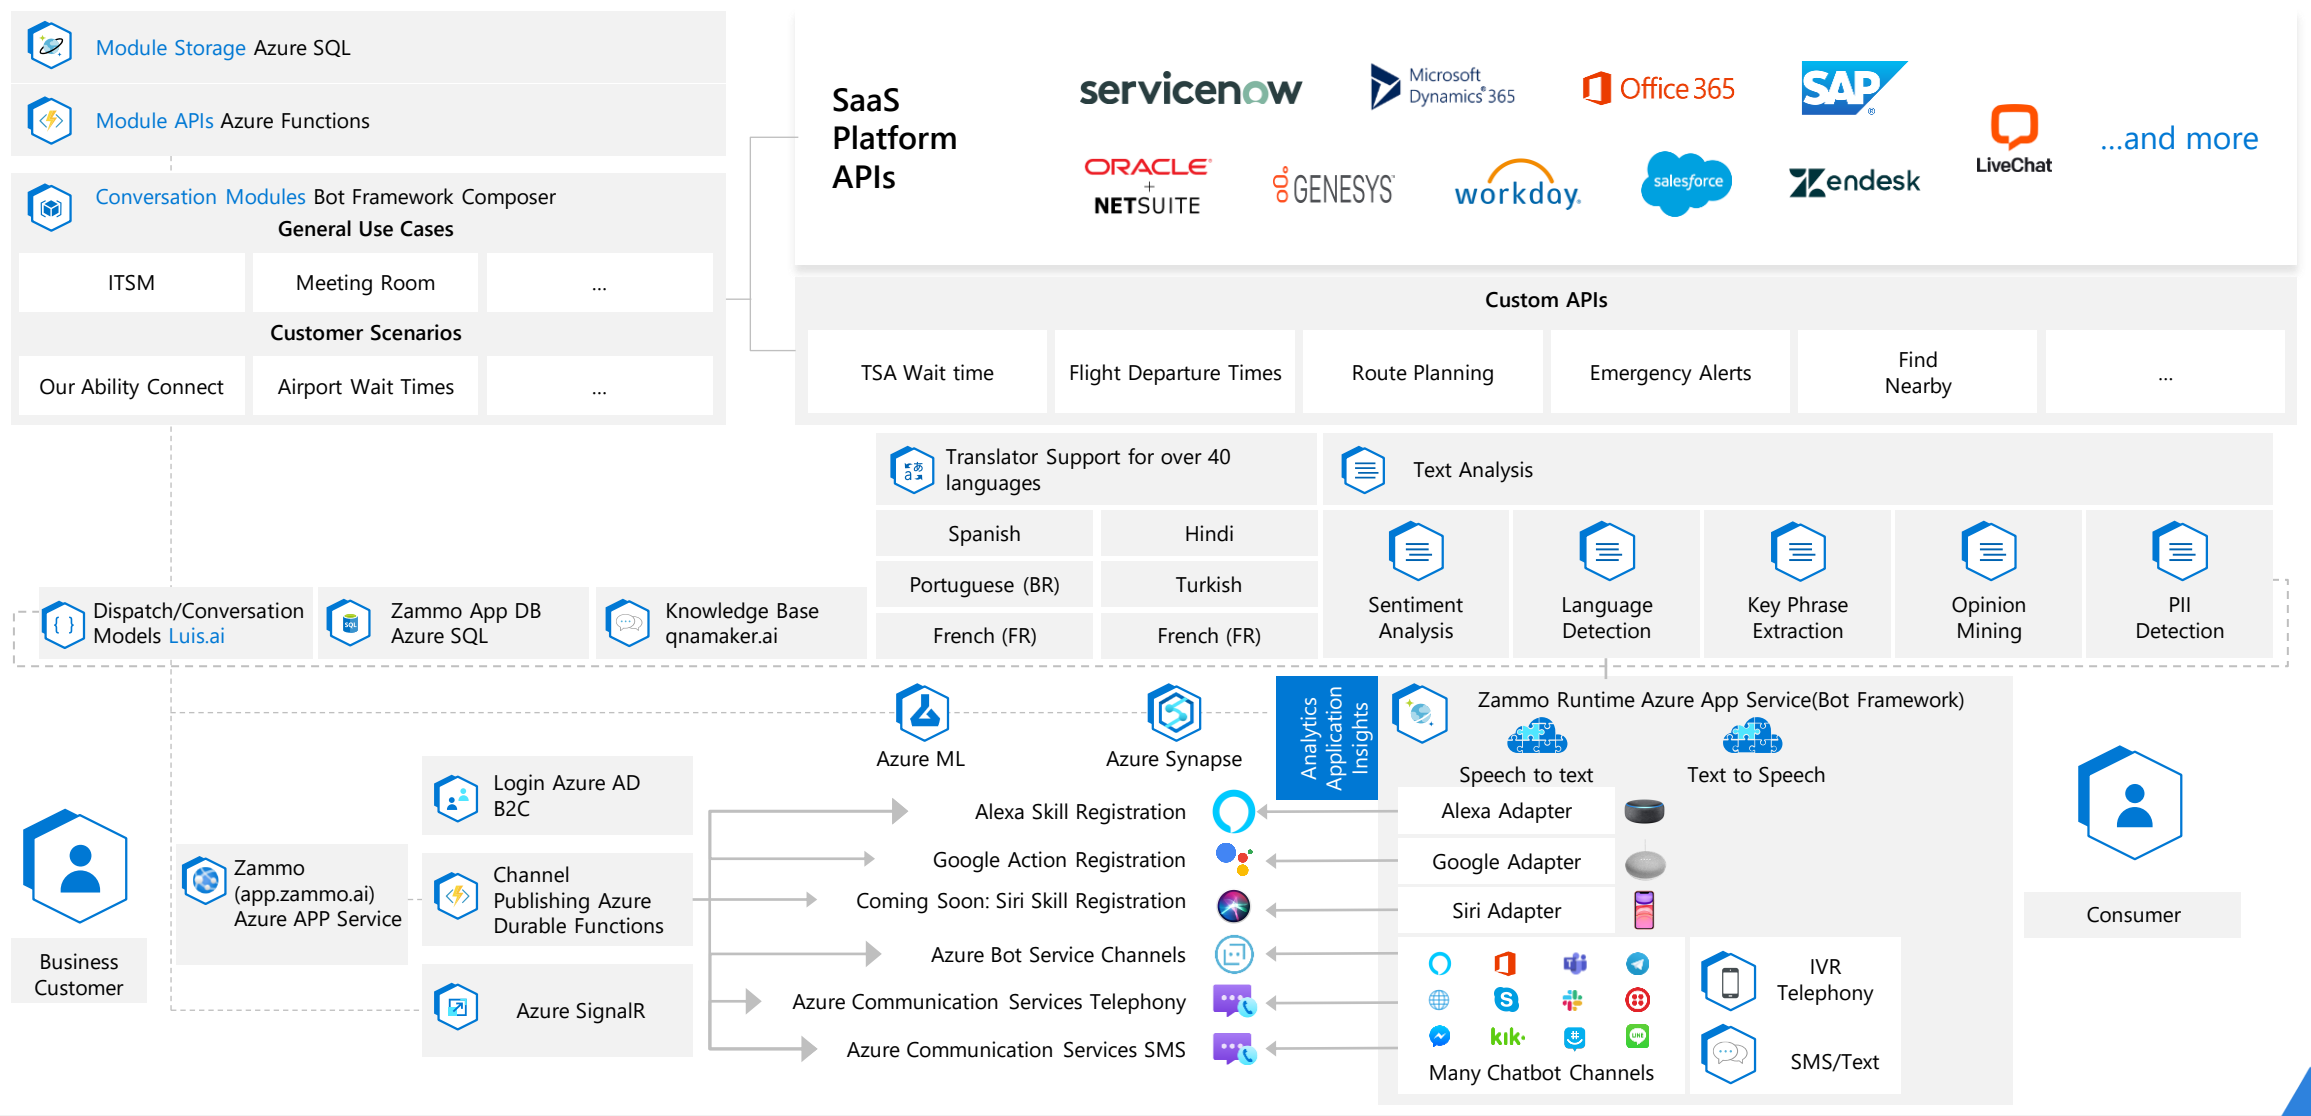 Module Storage Azure SQL
Module APIs Azure Functions
Conversation Modules Bot Framework Composer
General Use Cases
ITSM
Meeting Room
...
Customer Scenarios
Our Ability Connect
Airport Wait Times
...
SaaS
Platform
APIs
servicenow
Microsoft
Dynamics 365
Office 365
SAP
®
ORACLE®
+
NETSUITE
GENESYS™
workday.
salesforce
zendesk
LiveChat
...and more
Custom APIs
TSA Wait time
Flight Departure Times
Route Planning
Emergency Alerts
Find
Nearby
...
Translator Support for over 40
languages
Spanish
Hindi
Portuguese (BR)
Turkish
French (FR)
French (FR)
Text Analysis
Sentiment
Analysis
Language
Detection
Key Phrase
Extraction
Opinion
Mining
PII
Detection
Dispatch/Conversation
Models Luis.ai
SQL
Zammo App DB
Azure SQL
Knowledge Base
qnamaker.ai
Azure ML
Azure Synapse
Analytics
Application
Insights
Zammo Runtime Azure App Service(Bot Framework)
Speech to text
Text to Speech
Business
Customer
Zammo
(app.zammo.ai)
Azure APP Service
Login Azure AD
B2C
Channel
Publishing Azure
Durable Functions
Azure SignalR
Alexa Skill Registration
Google Action Registration
Coming Soon: Siri Skill Registration
Azure Bot Service Channels
Azure Communication Services Telephony
Azure Communication Services SMS
Alexa Adapter
Google Adapter
Siri Adapter
kik
LINE
Many Chatbot Channels
IVR
Telephony
SMS/Text
Consumer